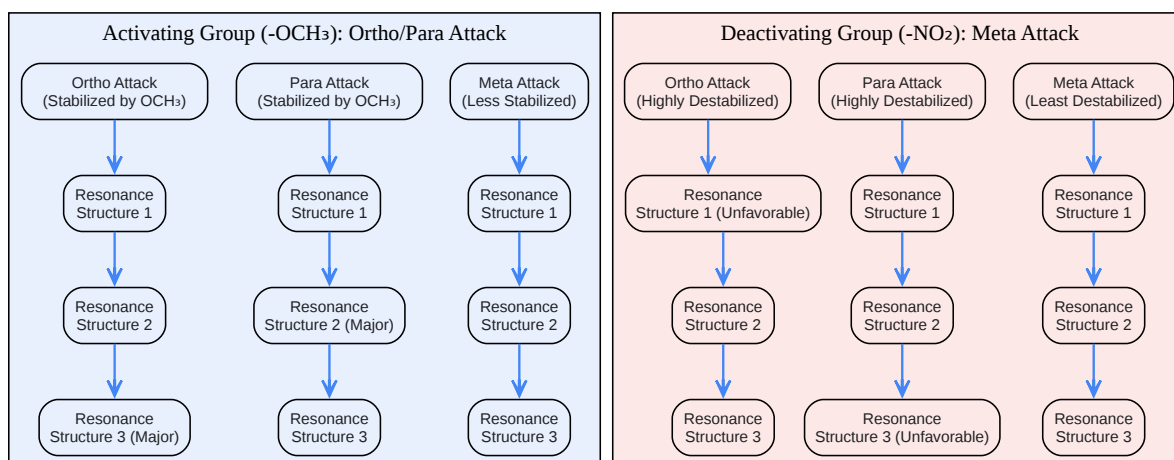 Activating Group (-OCH₃): Ortho/Para Attack
Ortho Attack
(Stabilized by OCH₃)
Resonance
Structure 1
Resonance
Structure 2
Resonance
Structure 3 (Major)
Para Attack
(Stabilized by OCH₃)
Resonance
Structure 1
Resonance
Structure 2 (Major)
Resonance
Structure 3
Meta Attack
(Less Stabilized)
Resonance
Structure 1
Resonance
Structure 2
Resonance
Structure 3
Deactivating Group (-NO₂): Meta Attack
Ortho Attack
(Highly Destabilized)
Resonance
Structure 1 (Unfavorable)
Resonance
Structure 2
Resonance
Structure 3
Para Attack
(Highly Destabilized)
Resonance
Structure 1
Resonance
Structure 2
Resonance
Structure 3 (Unfavorable)
Meta Attack
(Least Destabilized)
Resonance
Structure 1
Resonance
Structure 2
Resonance
Structure 3